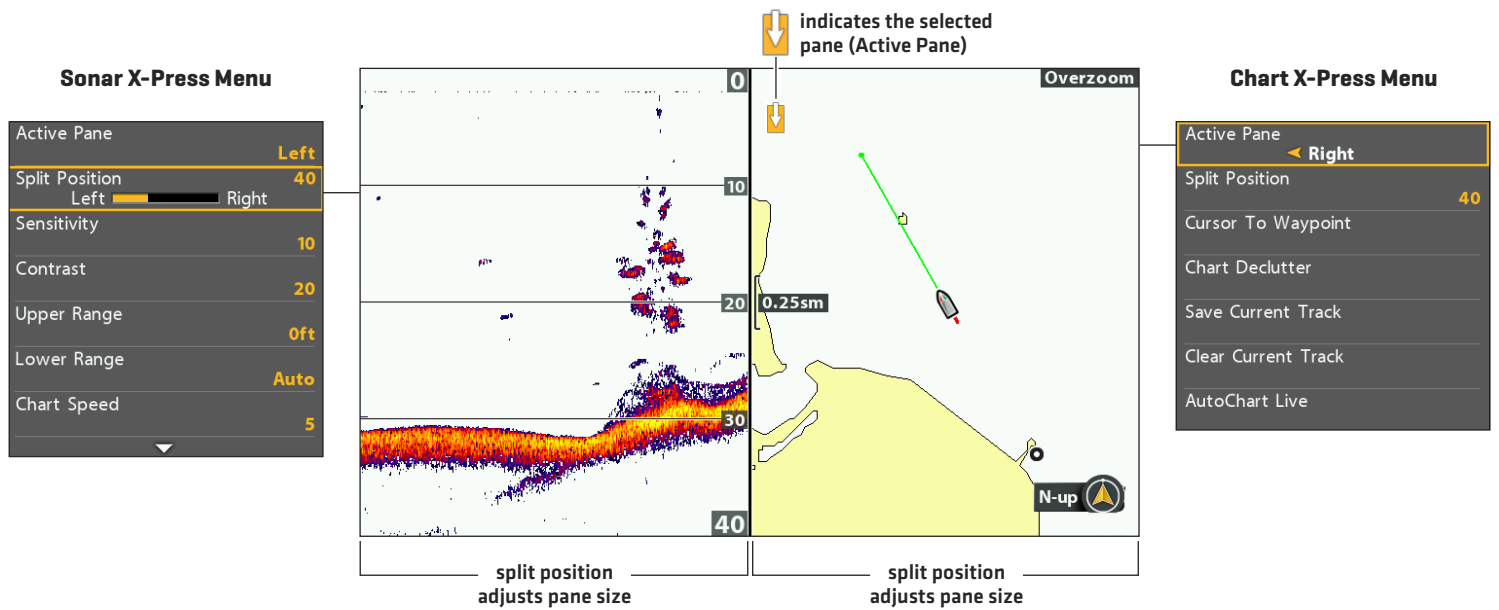 indicates the selected
pane (Active Pane)
Sonar X-Press Menu
Active Pane
Left
Split Position 40
Left Right
Sensitivity
10
Contrast
20
Upper Range
0ft
Lower Range
Auto
Chart Speed
5
0
10
20
30
40
Overzoom
0.25sm
N-up
split position
adjusts pane size
split position
adjusts pane size
Chart X-Press Menu
Active Pane
Right
Split Position
40
Cursor To Waypoint
Chart Declutter
Save Current Track
Clear Current Track
AutoChart Live